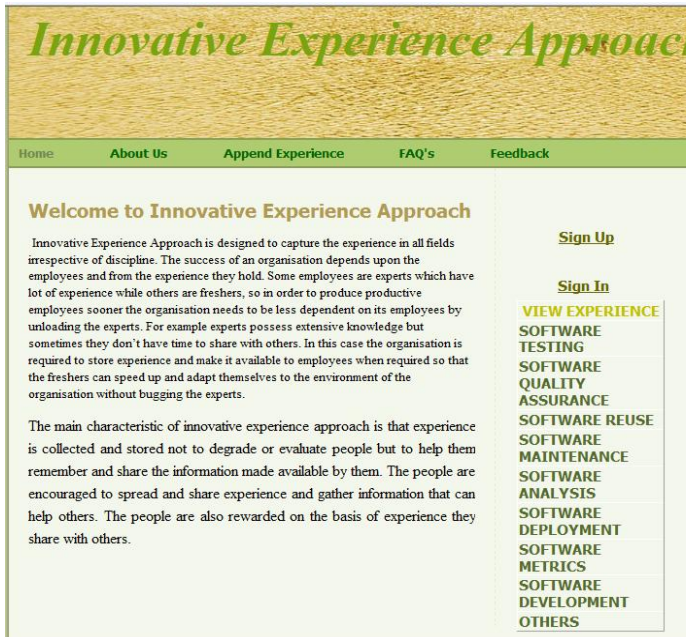 Innovative Experience Approac
Home About Us Append Experience FAQ's Feedback
Welcome to Innovative Experience Approach
Innovative Experience Approach is designed to capture the experience in all fields
irrespective of discipline. The success of an organisation depends upon the
employees and from the experience they hold. Some employees are experts which have
lot of experience while others are freshers, so in order to produce productive
employees sooner the organisation needs to be less dependent on its employees by
unloading the experts. For example experts possess extensive knowledge but
sometimes they don't have time to share with others. In this case the organisation is
required to store experience and make it available to employees when required so that
the freshers can speed up and adapt themselves to the environment of the
organisation without bugging the experts.
The main characteristic of innovative experience approach is that experience
is collected and stored not to degrade or evaluate people but to help them
remember and share the information made available by them. The people are
encouraged to spread and share experience and gather information that can
help others. The people are also rewarded on the basis of experience they
share with others.
Sign Up
Sign In
VIEW EXPERIENCE
SOFTWARE
TESTING
SOFTWARE
QUALITY
ASSURANCE
SOFTWARE REUSE
SOFTWARE
MAINTENANCE
SOFTWARE
ANALYSIS
SOFTWARE
DEPLOYMENT
SOFTWARE
METRICS
SOFTWARE
DEVELOPMENT
OTHERS